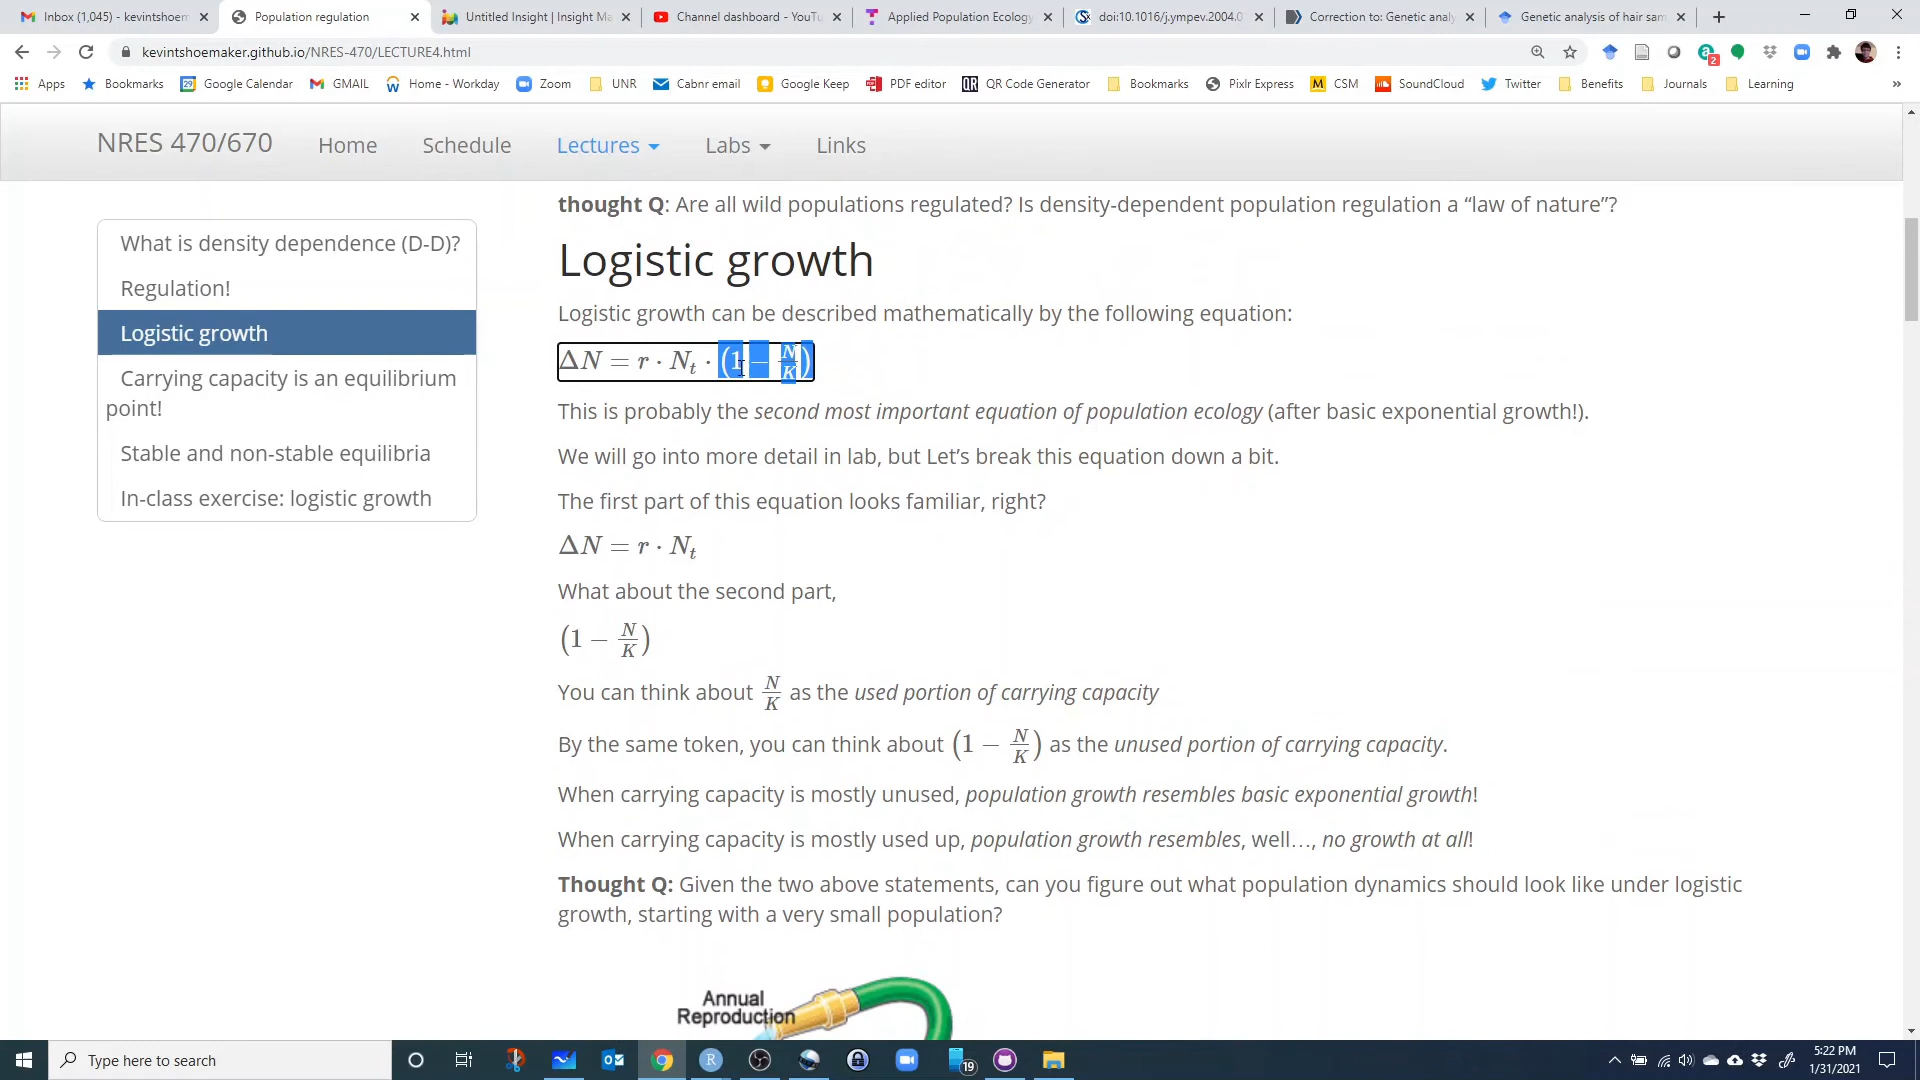 Inbox (1,045) - kevintshoem
Population regulation
Untitled Insight | Insight Ma
Channel dashboard - YouTu
Applied Population Ecology
doi:10.1016/j.ympev.2004.0
Correction to: Genetic analy
Genetic analysis of hair sam
kevintshoemaker.github.io/NRES-470/LECTURE4.html
2
Apps
Bookmarks
31
Google Calendar
GMAIL
Home - Workday
Zoom
UNR
Cabnr email
Google Keep
PDF editor
QR
QR Code Generator
Bookmarks
Pixlr Express
M
CSM
SoundCloud
Twitter
Benefits
Journals
Learning
»
NRES 470/670
Home
Schedule
Lectures
Labs
Links
What is density dependence (D-D)?
Regulation!
Logistic growth
Carrying capacity is an equilibrium
point!
Stable and non-stable equilibria
In-class exercise: logistic growth
thought Q: Are all wild populations regulated? Is density-dependent population regulation a “law of nature”?
Logistic growth
Logistic growth can be described mathematically by the following equation:
ΔN = r · Nₜ · (1 − N/K)
This is probably the second most important equation of population ecology (after basic exponential growth!).
We will go into more detail in lab, but Let’s break this equation down a bit.
The first part of this equation looks familiar, right?
ΔN = r · Nₜ
What about the second part,
(1 − N/K)
You can think about N/K as the used portion of carrying capacity
By the same token, you can think about (1 − N/K) as the unused portion of carrying capacity.
When carrying capacity is mostly unused, population growth resembles basic exponential growth!
When carrying capacity is mostly used up, population growth resembles, well…, no growth at all!
Thought Q: Given the two above statements, can you figure out what population dynamics should look like under logistic
growth, starting with a very small population?
Annual
Reproduction
Type here to search
R
19
5:22 PM
1/31/2021